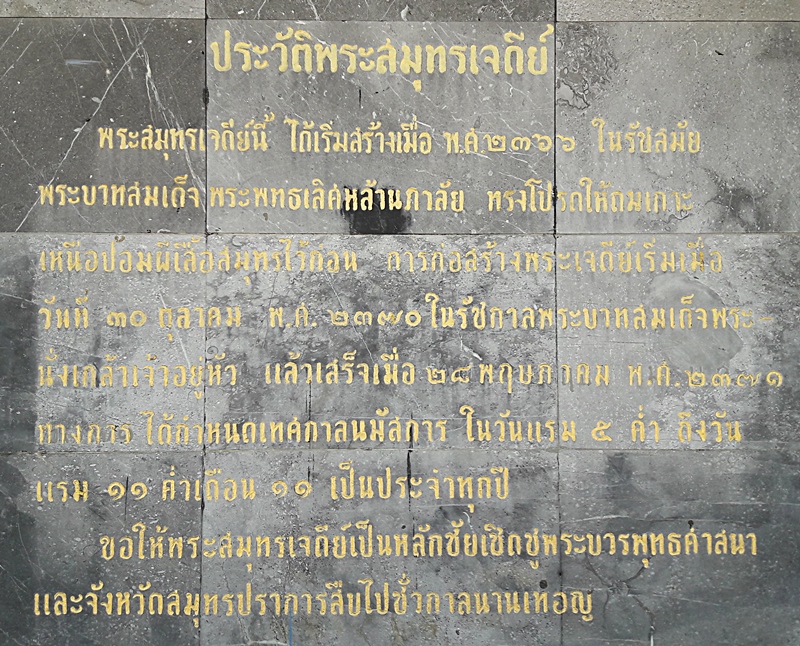 ประวัติพระสมุทรเจดีย์
พระสมุทรเจดีย์นี้ ได้เริ่มสร้างเมื่อ พ.ศ ๒๓๖๖ ในรัชสมัย
พระบาทสมเด็จ พระพุทธเลิศหล้านภาลัย ทรงโปรดให้ถมเกาะ
เหนือป้อมผีเสื้อสมุทรไว้ก่อน การก่อสร้างพระเจดีย์เริ่มเมื่อ
วันที่ ๓๐ ตุลาคม พ.ศ. ๒๓๗๐ ในรัชกาลพระบาทสมเด็จพระ-
นั่งเกล้าเจ้าอยู่หัว แล้วเสร็จเมื่อ ๒๘ พฤษภาคม พ.ศ. ๒๓๗๑
ทางการ ได้กำหนดเทศกาลนมัสการ ในวันแรม ๕ ค่ำ ถึงวัน
แรม ๑๑ ค่ำเดือน ๑๑ เป็นประจำทุกปี
ขอให้พระสมุทรเจดีย์เป็นหลักชัยเชิดชูพระบวรพุทธศาสนา
และจังหวัดสมุทรปราการสืบไปชั่วกาลนานเทอญ